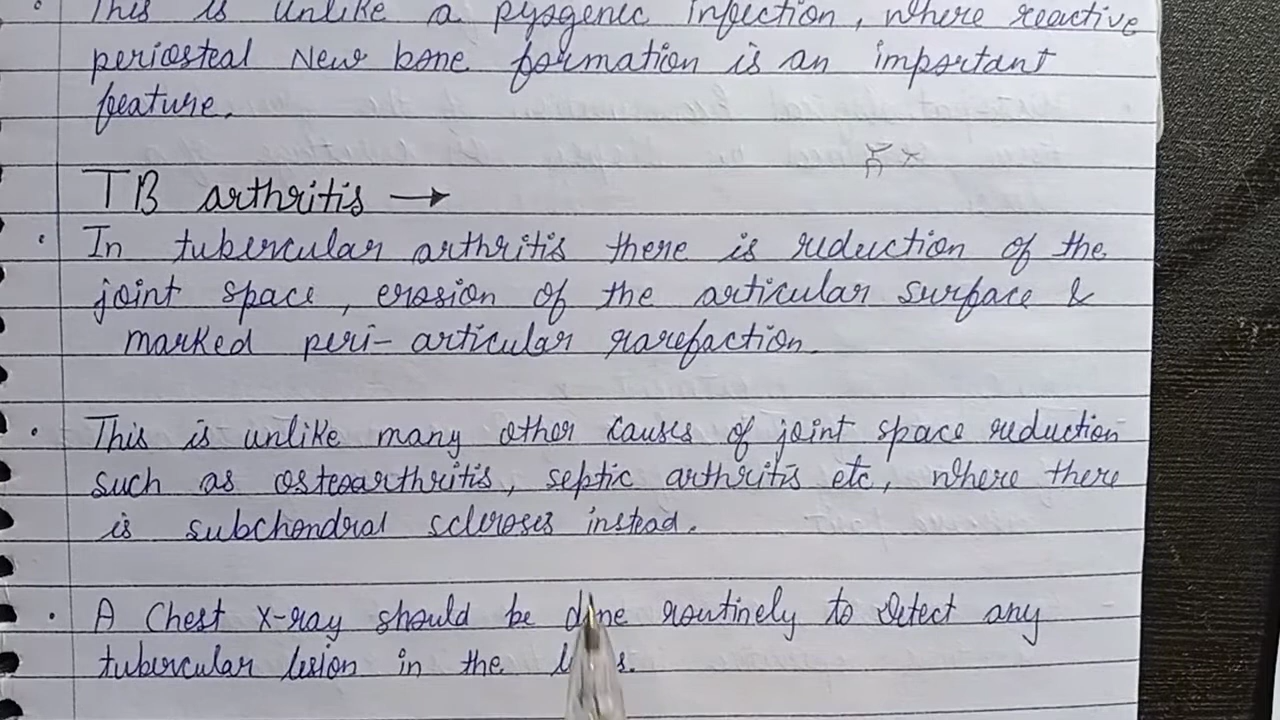 • This is unlike a pyogenic infection, where reactive
periosteal New bone formation is an important
feature.
TB arthritis →
• In tubercular arthritis there is reduction of the
joint space, erosion of the articular surface &
marked peri-articular rarefaction.
• This is unlike many other causes of joint space reduction
such as osteoarthritis, septic arthritis etc, where there
is subchondral scleroses instead.
• A Chest X-ray should be done routinely to detect any
tubercular lesion in the